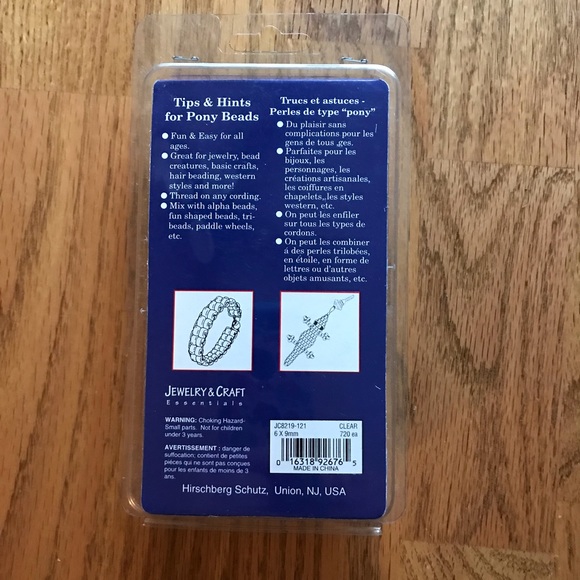 Tips & Hints
for Pony Beads
● Fun & Easy for all
ages.
● Great for jewelry, bead
creatures, basic crafts,
hair beading, western
styles and more!
● Thread on any cording.
● Mix with alpha beads,
fun shaped beads, tri-
beads, paddle wheels,
etc.
Trucs et astuces -
Perles de type "pony"
● Du plaisir sans
complications pour les
gens de tous ges.
● Parfaites pour les
bijoux, les
personnages, les
créations artisanales,
les coiffures en
chapelets,,les styles
western, etc.
● On peut les enfiler
sur tous les types de
cordons.
● On peut les combiner
á des perles trilobées,
en étoile, en forme de
lettres ou d'autres
objets amusants, etc.
JEWELRY & CRAFT
Essentials
WARNING: Choking Hazard-
Small parts. Not for children
under 3 years.
AVERTISSEMENT : danger de
suffocation; contient de petites
pièces qui ne sont pas conçues
pour les enfants de moins de 3
ans.
JC8219-121 CLEAR
6 X 9mm 720 ea
0 16318 92676 5
MADE IN CHINA
Hirschberg Schutz, Union, NJ, USA